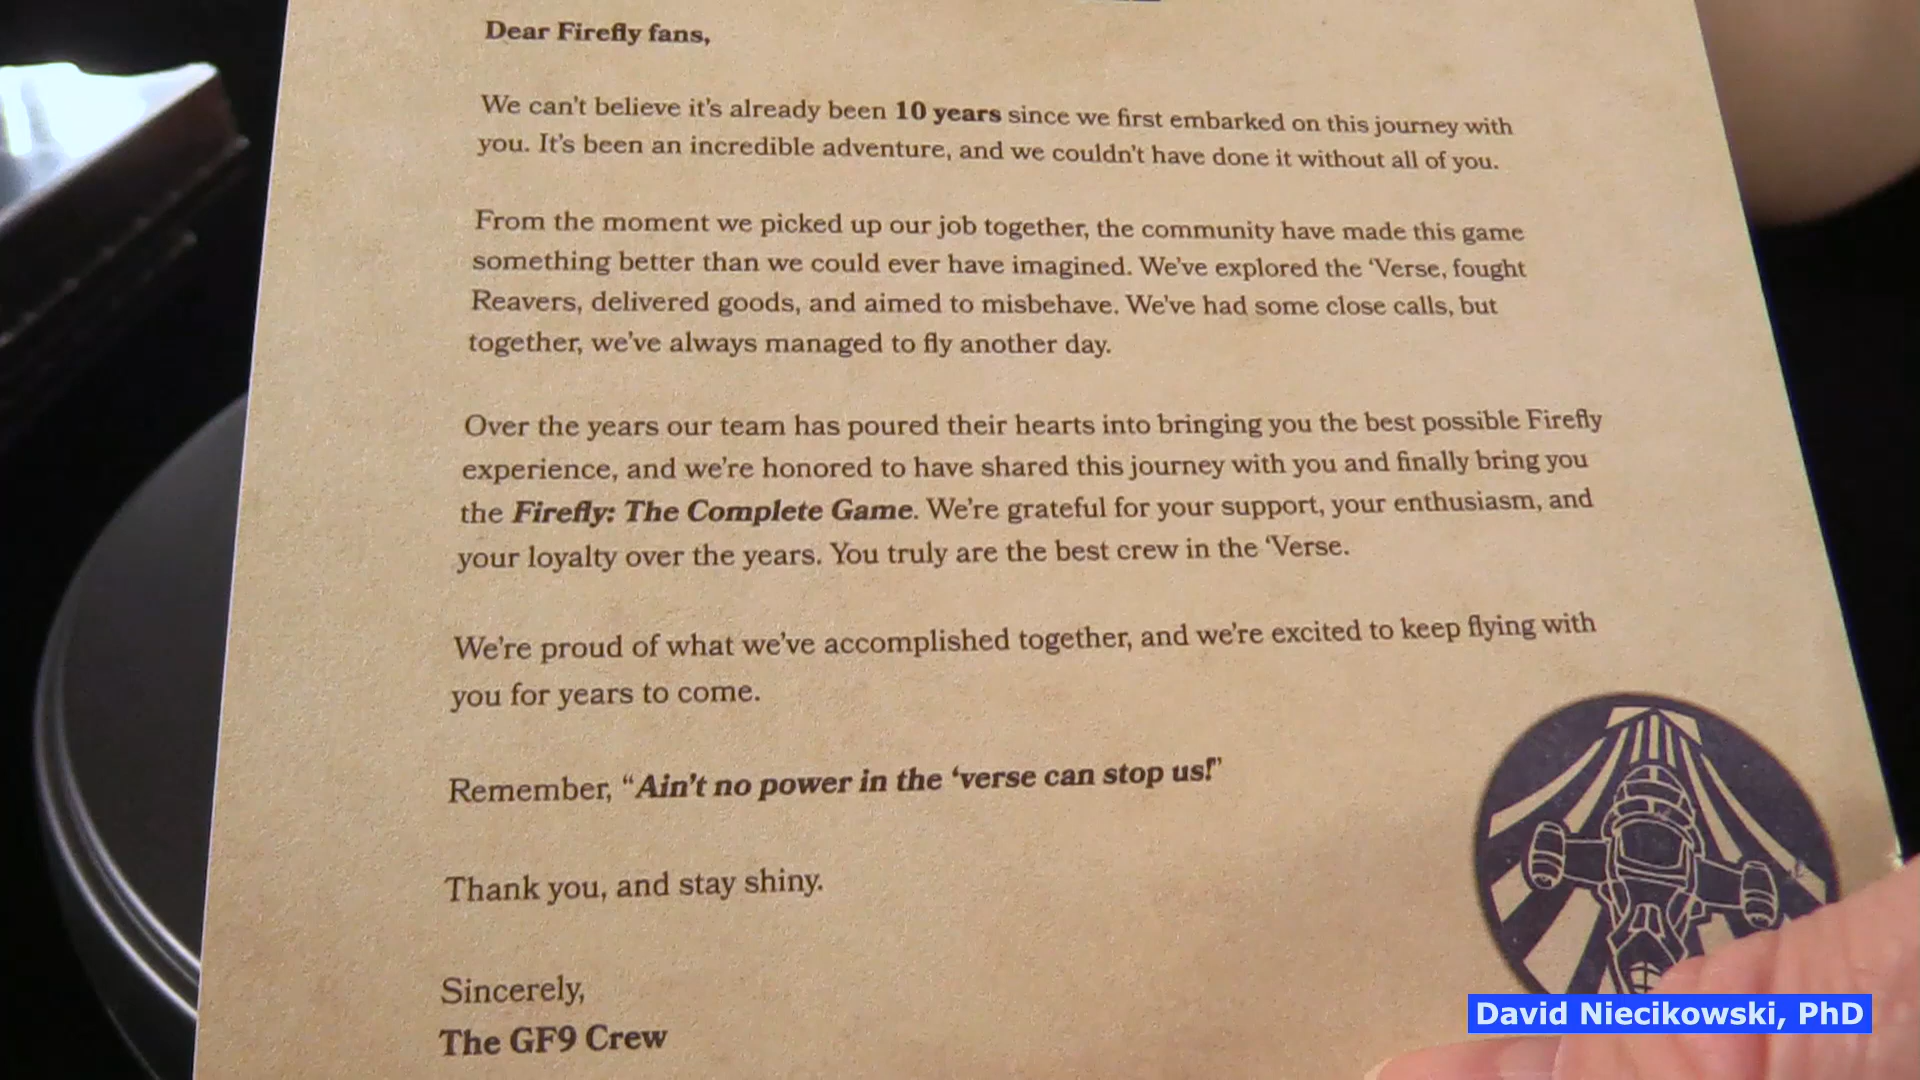 Dear Firefly fans,
We can't believe it's already been 10 years since we first embarked on this journey with
you. It's been an incredible adventure, and we couldn't have done it without all of you.
From the moment we picked up our job together, the community have made this game
something better than we could ever have imagined. We've explored the 'Verse, fought
Reavers, delivered goods, and aimed to misbehave. We've had some close calls, but
together, we've always managed to fly another day.
Over the years our team has poured their hearts into bringing you the best possible Firefly
experience, and we're honored to have shared this journey with you and finally bring you
the Firefly: The Complete Game. We're grateful for your support, your enthusiasm, and
your loyalty over the years. You truly are the best crew in the 'Verse.
We're proud of what we've accomplished together, and we're excited to keep flying with
you for years to come.
Remember, “Ain't no power in the ‘verse can stop us!”
Thank you, and stay shiny.
Sincerely,
The GF9 Crew
David Niecikowski, PhD